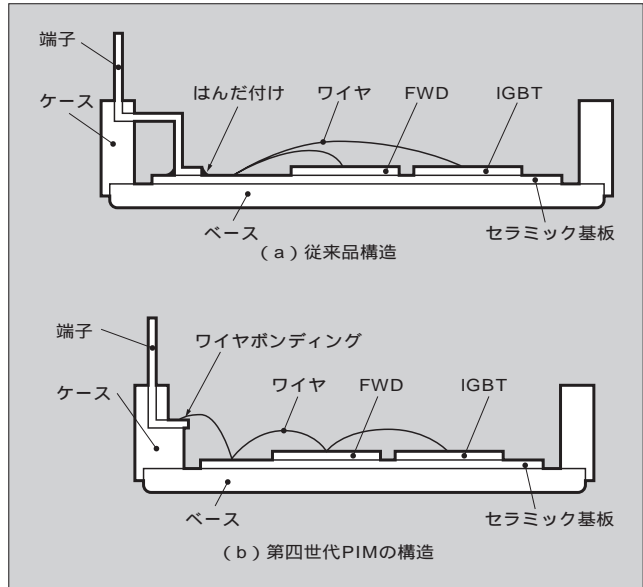 端子
ケース
はんだ付け
ワイヤ
FWD
IGBT
ベース
セラミック基板
（a）従来品構造
端子
ワイヤボンディング
ケース
ワイヤ
FWD
IGBT
ベース
セラミック基板
（b）第四世代PIMの構造